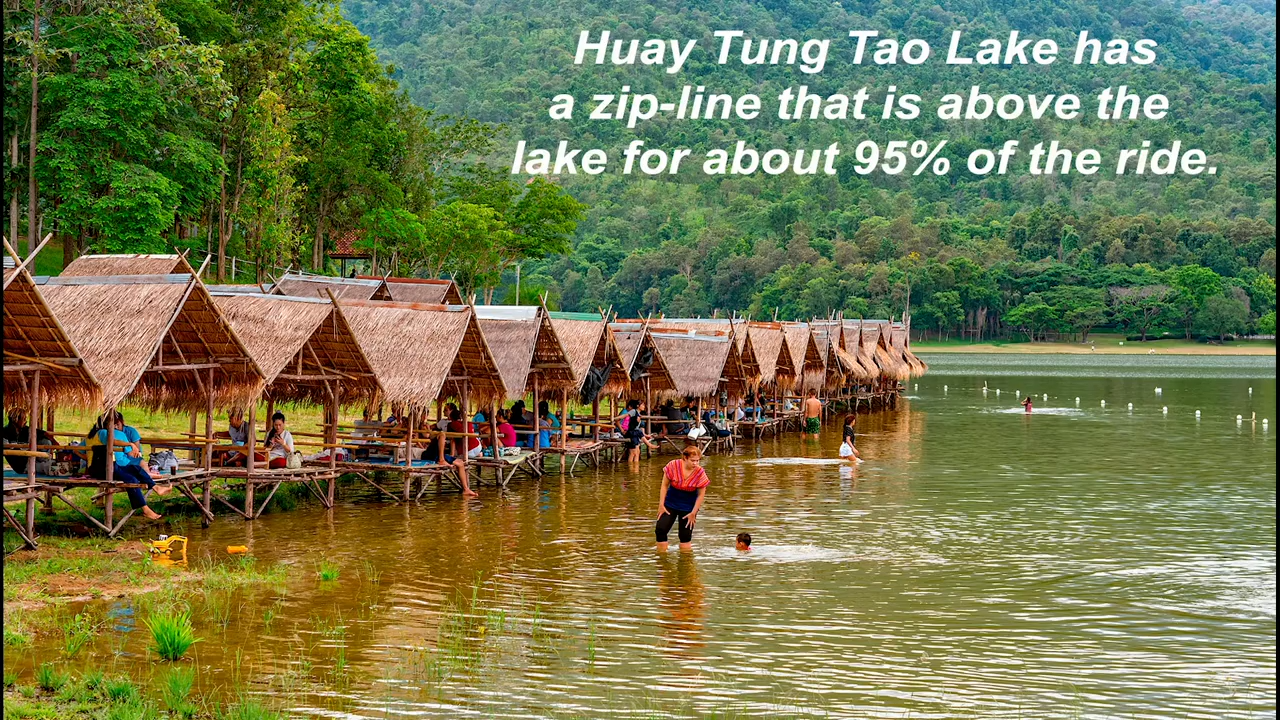 Huay Tung Tao Lake has
a zip-line that is above the
lake for about 95% of the ride.